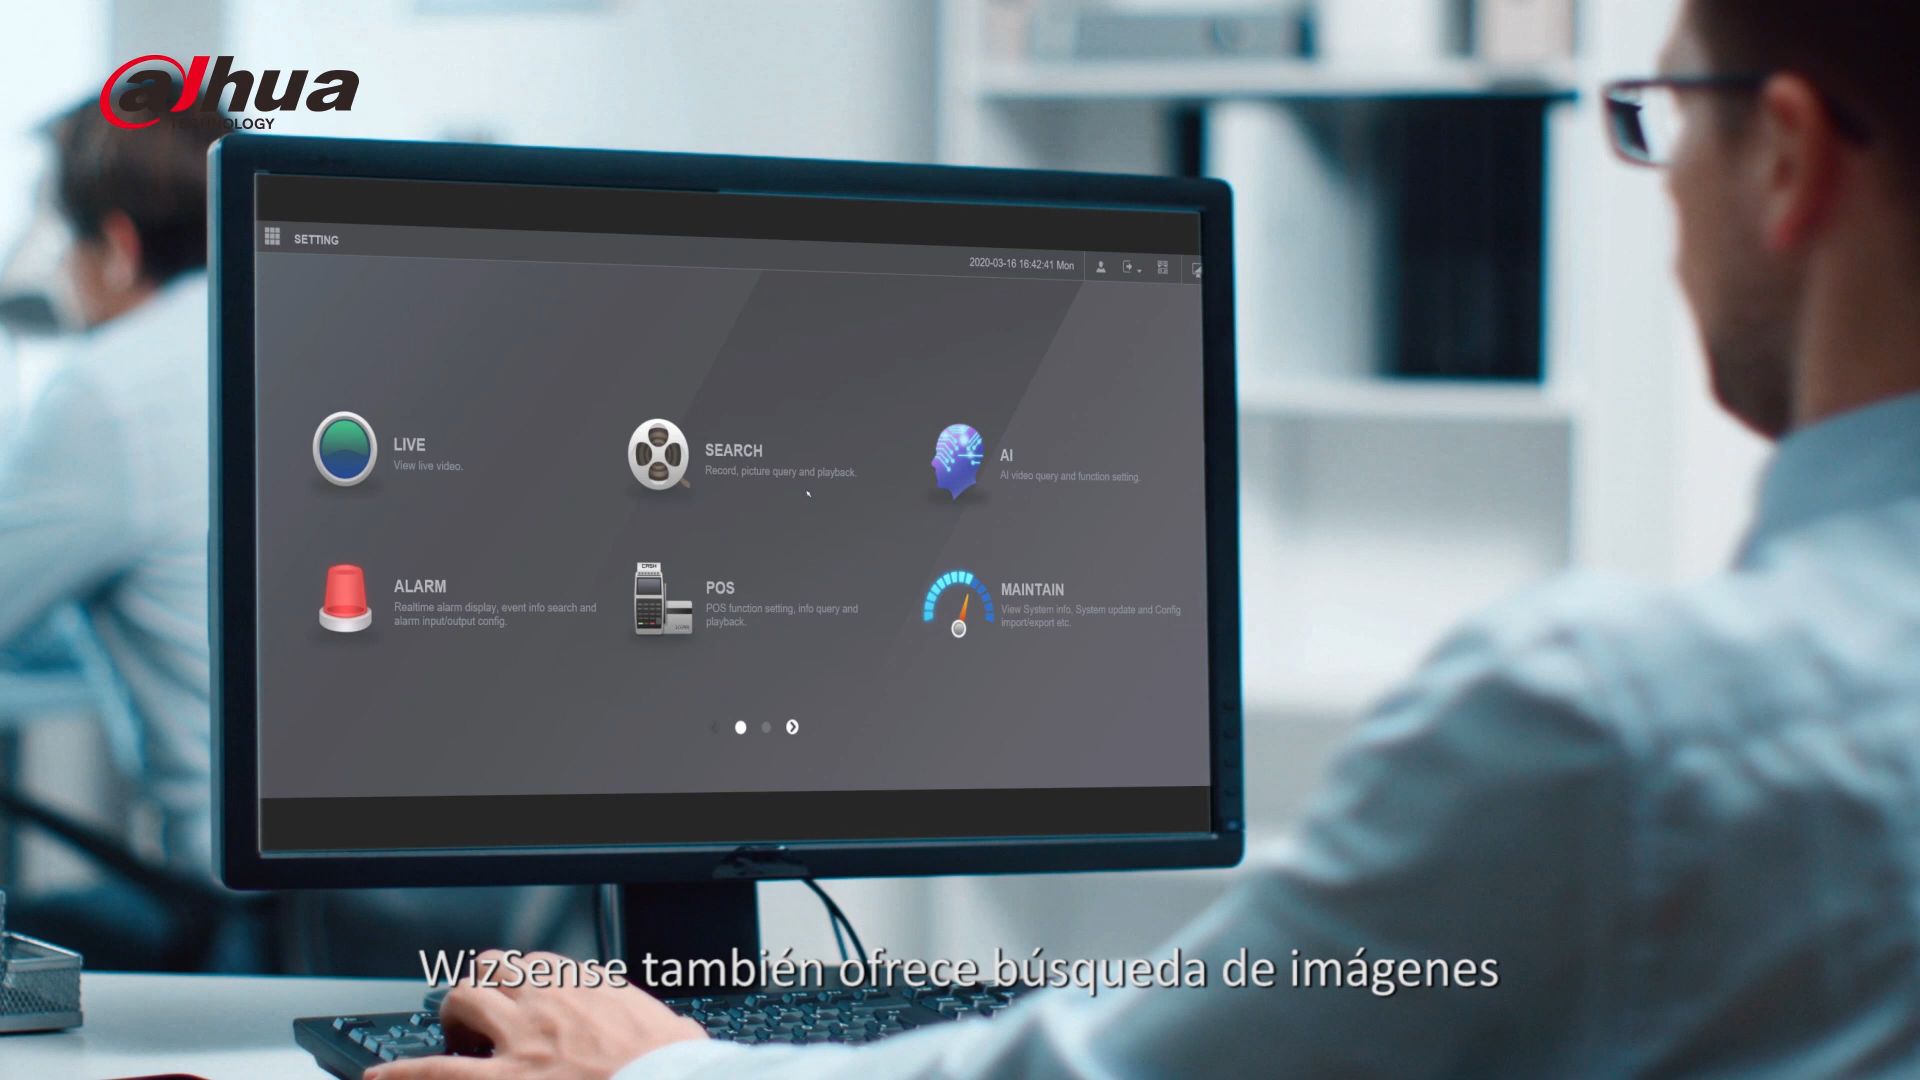 alhua
TECHNOLOGY
SETTING
2020-03-16 16:42:41 Mon
LIVE
View live video.
SEARCH
Record, picture query and playback.
AI
AI video query and function setting.
ALARM
Realtime alarm display, event info search and
alarm input/output config.
CASH
POS
POS function setting, info query and
playback.
MAINTAIN
View System info, System update and Config
import/export etc.
WizSense también ofrece búsqueda de imágenes